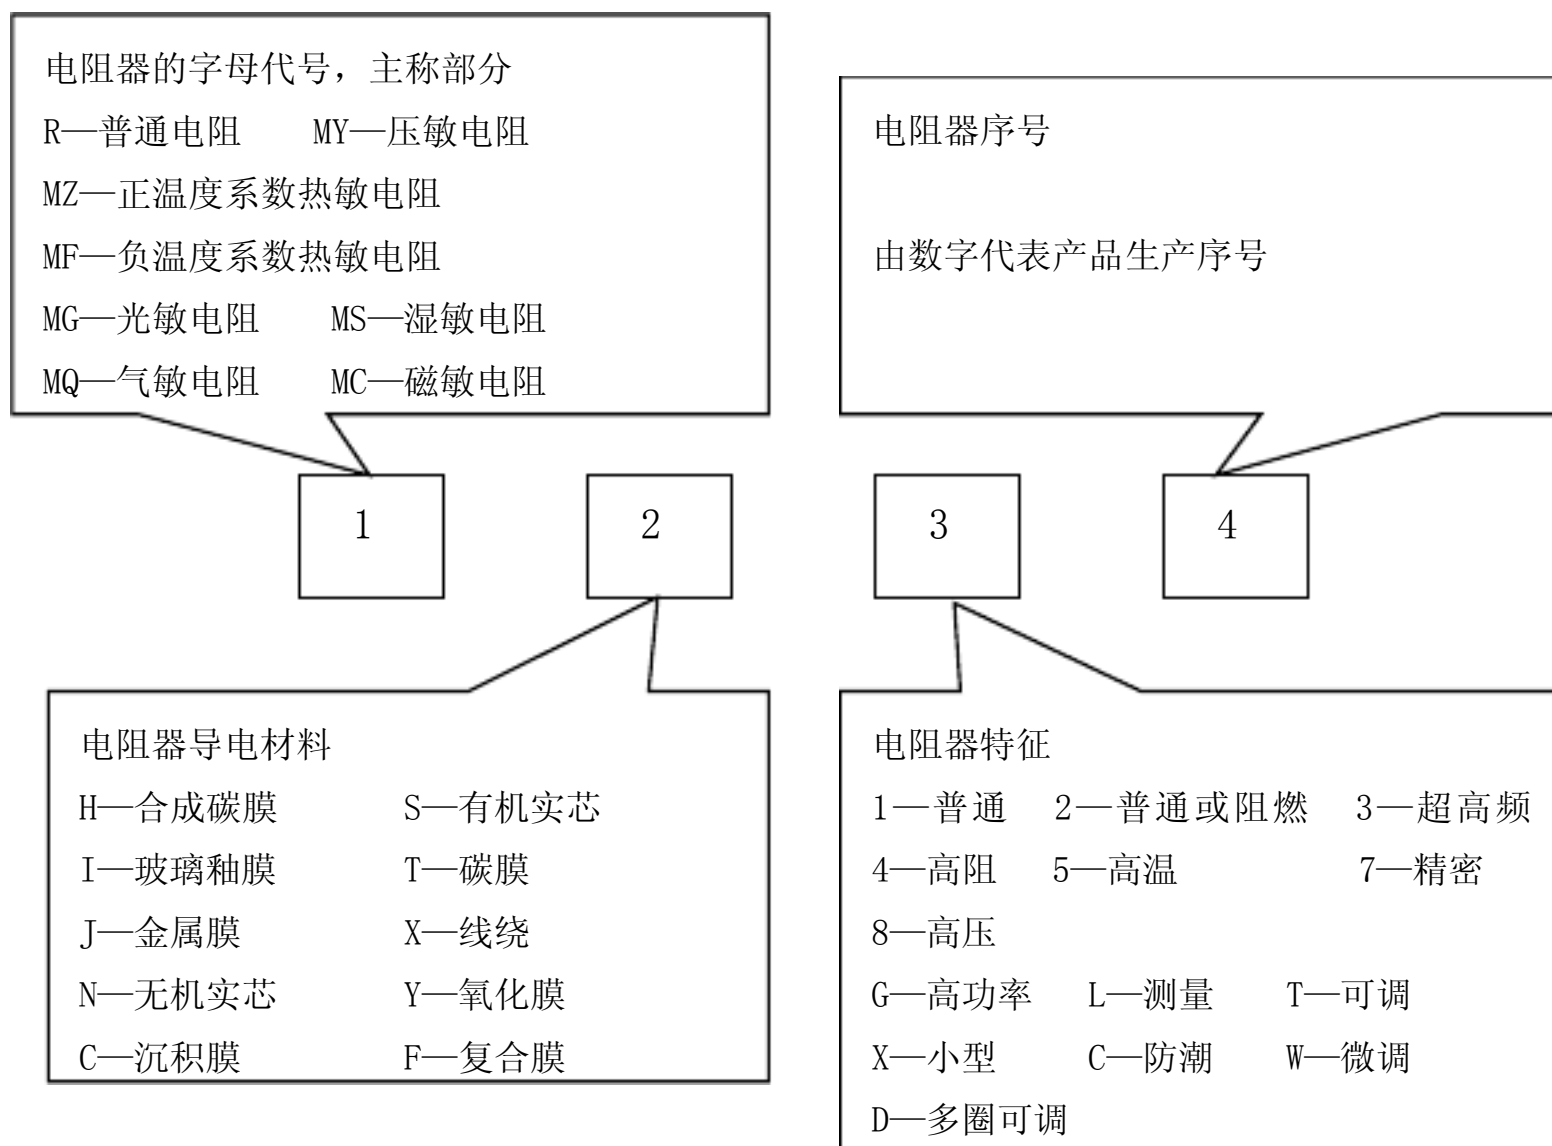 电阻器的字母代号，主称部分
R—普通电阻 MY—压敏电阻
MZ—正温度系数热敏电阻
MF—负温度系数热敏电阻
MG—光敏电阻 MS—湿敏电阻
MQ—气敏电阻 MC—磁敏电阻
电阻器序号
由数字代表产品生产序号
1 2 3 4
电阻器导电材料
H—合成碳膜 S—有机实芯
I—玻璃釉膜 T—碳膜
J—金属膜 X—线绕
N—无机实芯 Y—氧化膜
C—沉积膜 F—复合膜
电阻器特征
1—普通 2—普通或阻燃 3—超高频
4—高阻 5—高温 7—精密
8—高压
G—高功率 L—测量 T—可调
X—小型 C—防潮 W—微调
D—多圈可调